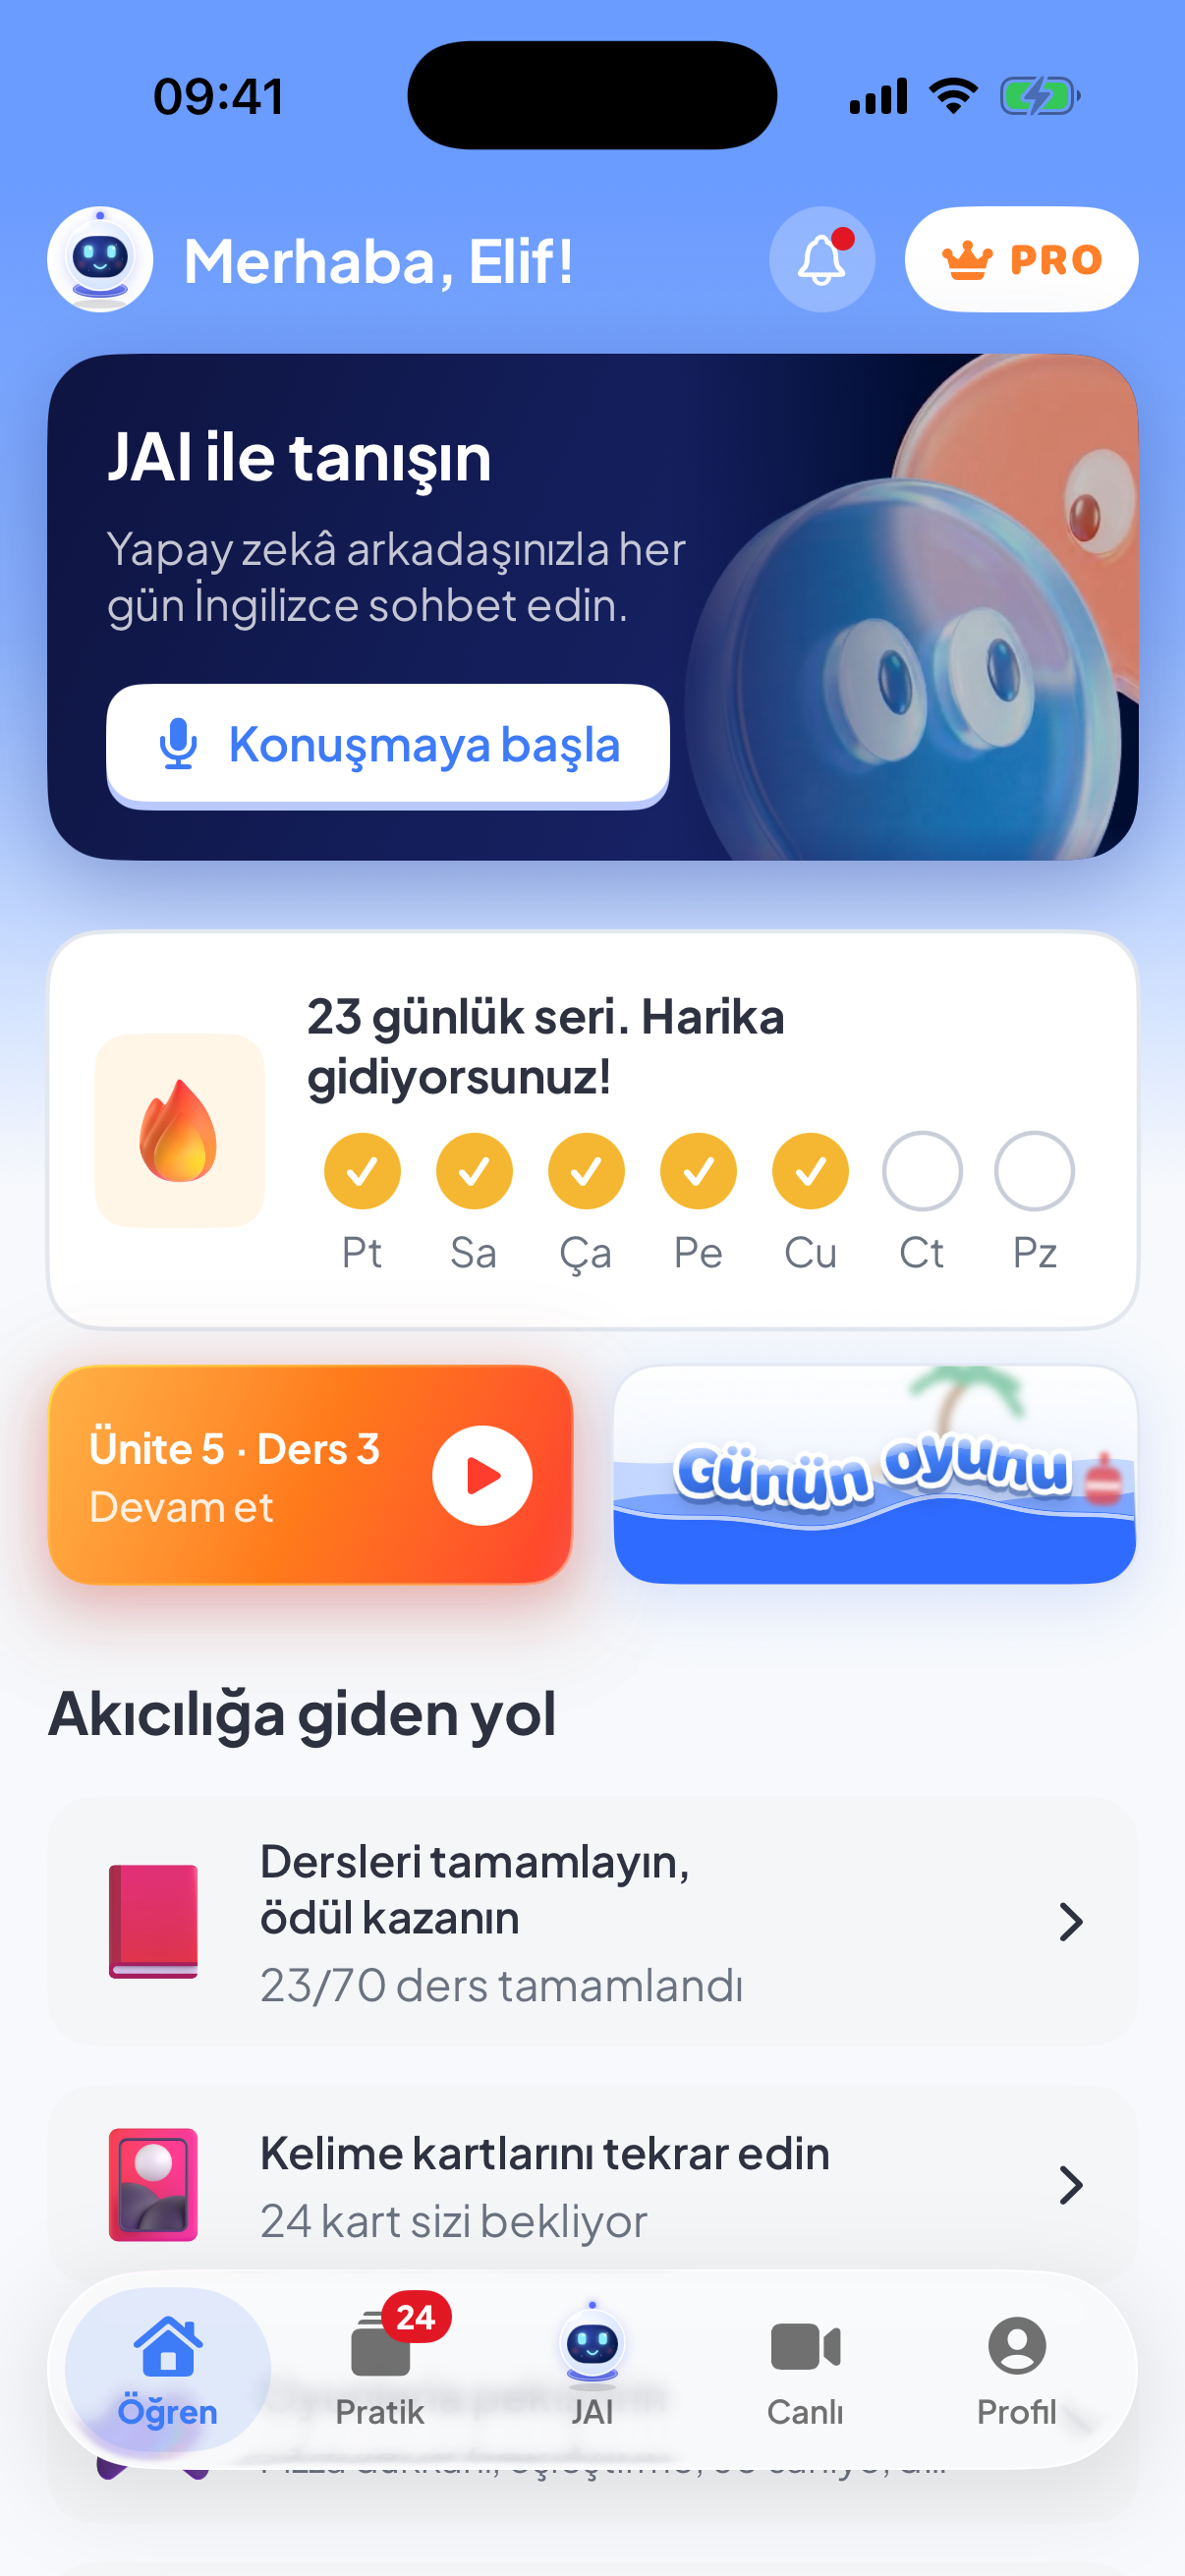 09:41
Merhaba, Elif!
PRO
JAI ile tanışın
Yapay zekâ arkadaşınızla her
gün İngilizce sohbet edin.
Konuşmaya başla
23 günlük seri. Harika
gidiyorsunuz!
Pt Sa Ça Pe Cu Ct Pz
Ünite 5 · Ders 3
Devam et
Günün oyunu
Akıcılığa giden yol
Dersleri tamamlayın,
ödül kazanın
23/70 ders tamamlandı
Kelime kartlarını tekrar edin
24 kart sizi bekliyor
24
Öğren Pratik JAI Canlı Profil